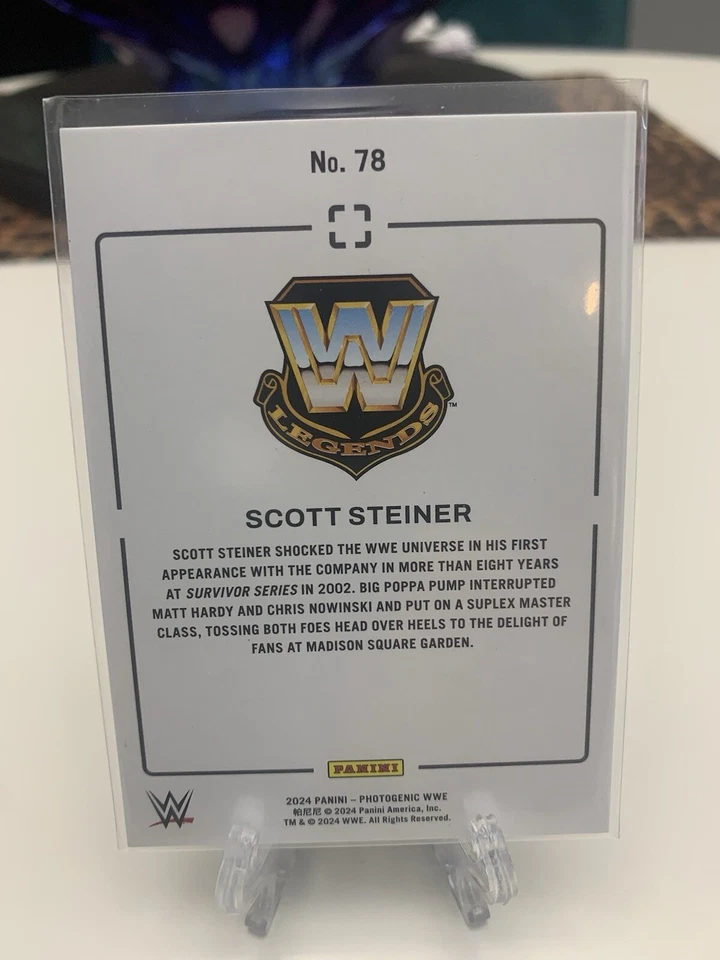 No. 78
W
LEGENDS
™
SCOTT STEINER
SCOTT STEINER SHOCKED THE WWE UNIVERSE IN HIS FIRST
APPEARANCE WITH THE COMPANY IN MORE THAN EIGHT YEARS
AT SURVIVOR SERIES IN 2002. BIG POPPA PUMP INTERRUPTED
MATT HARDY AND CHRIS NOWINSKI AND PUT ON A SUPLEX MASTER
CLASS, TOSSING BOTH FOES HEAD OVER HEELS TO THE DELIGHT OF
FANS AT MADISON SQUARE GARDEN.
PANINI
W
2024 PANINI – PHOTOGENIC WWE
帕尼尼 © 2024 Panini America, Inc.
TM & © 2024 WWE. All Rights Reserved.